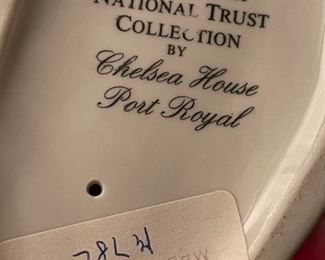 NATIONAL TRUST
COLLECTION
BY
Chelsea House
Port Royal